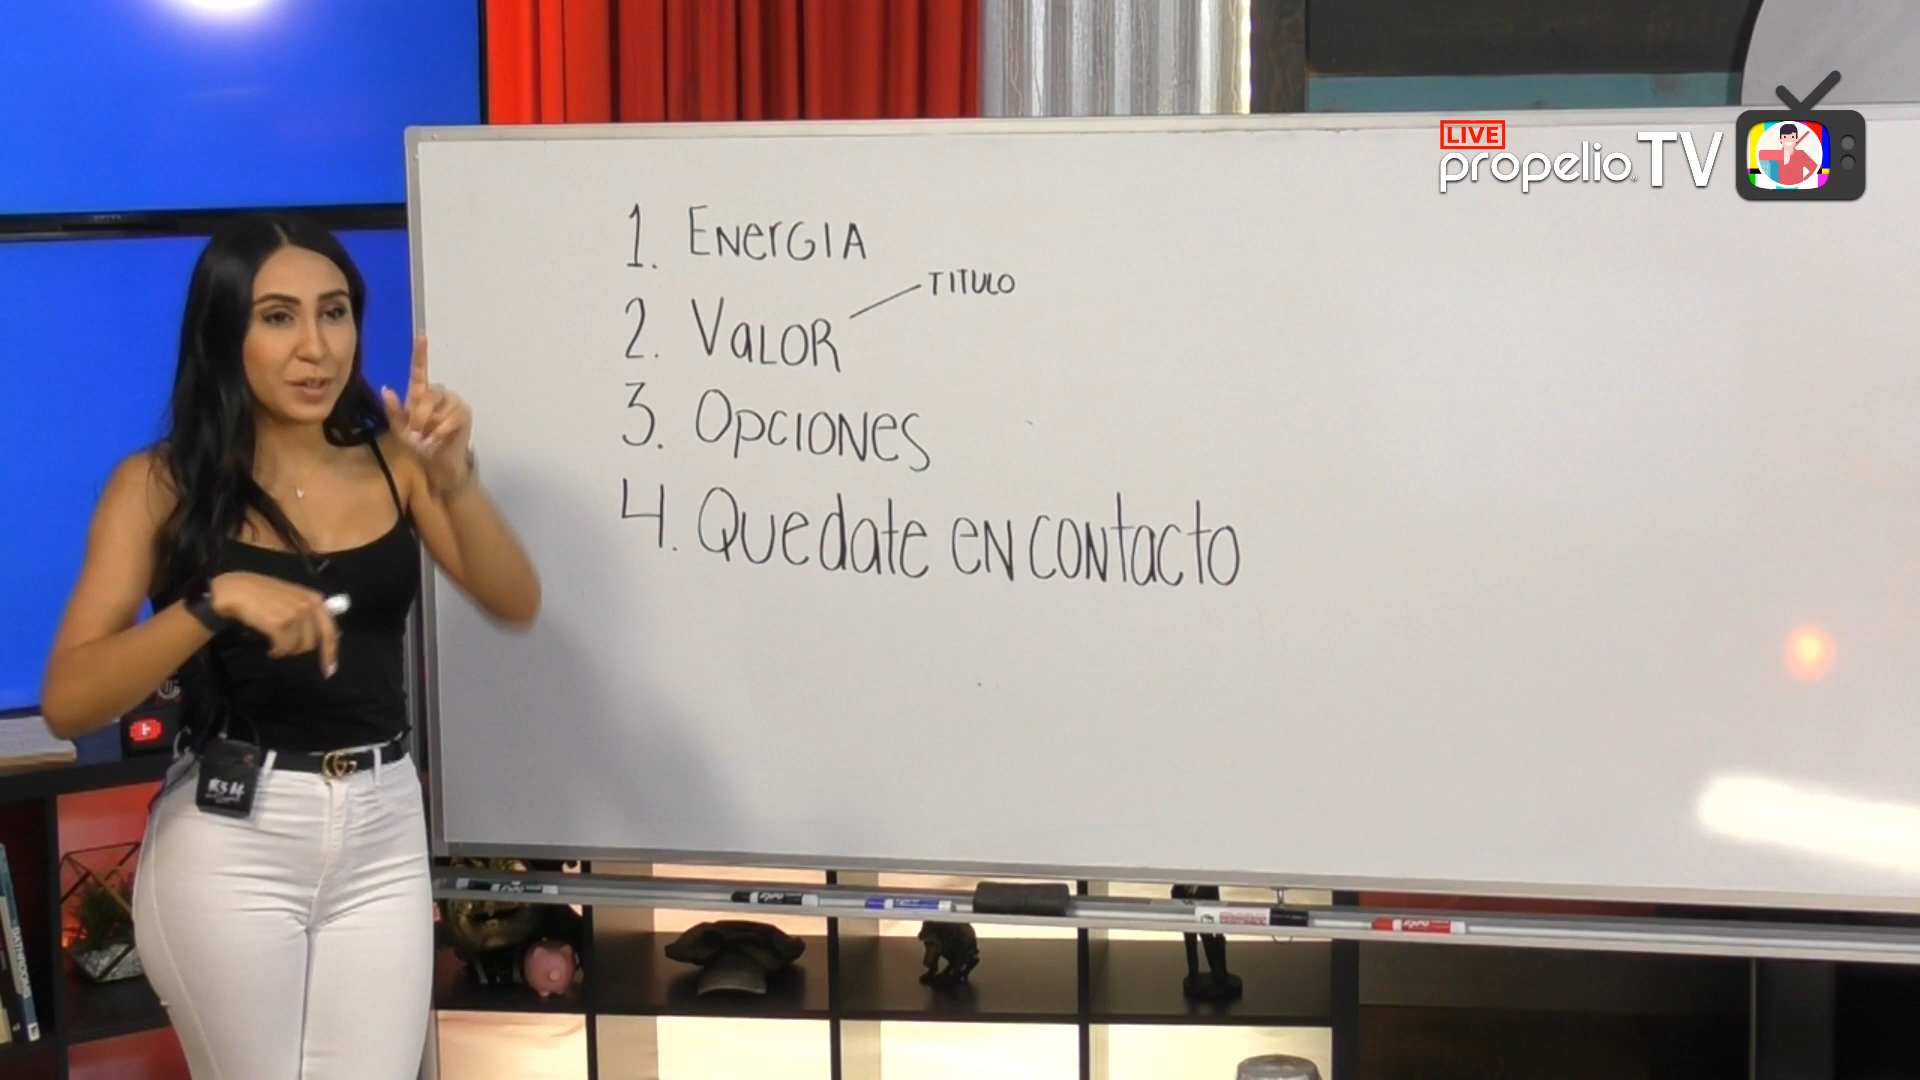 LIVE
propelio.TV
1. ENerGIA
TITULO
2. VaLOR
3. OpcIONes
4. Quedate eN coNtacto